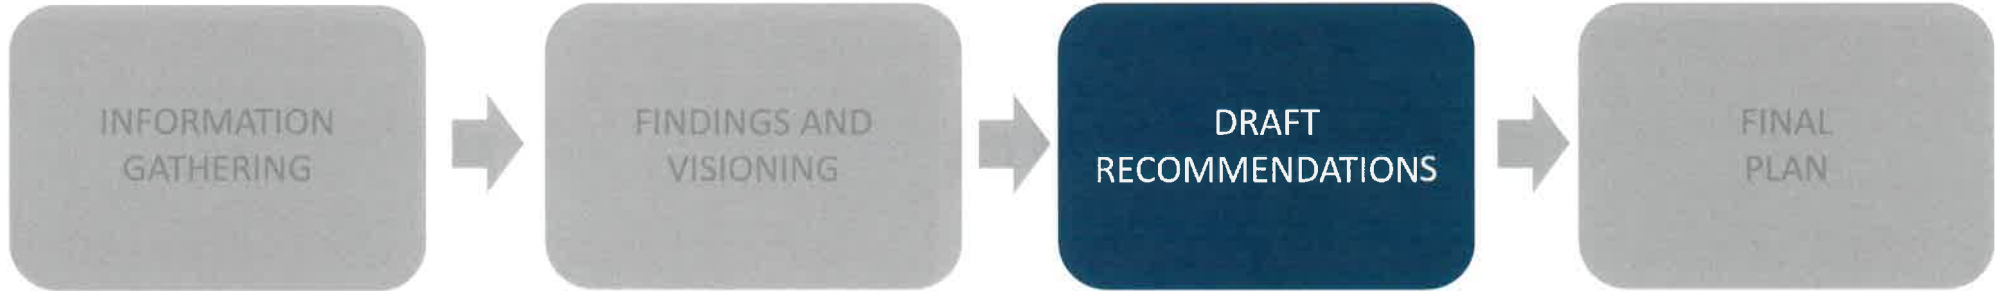 INFORMATION
GATHERING
FINDINGS AND
VISIONING
DRAFT
RECOMMENDATIONS
FINAL
PLAN